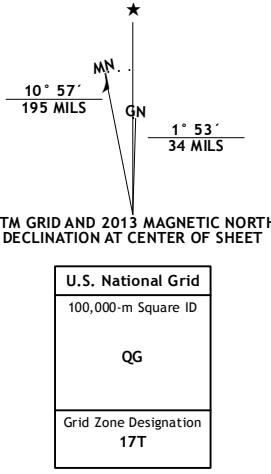 ★
MN
10° 57´
195 MILS
GN
1° 53´
34 MILS
TM GRID AND 2013 MAGNETIC NORTH
DECLINATION AT CENTER OF SHEET
U.S. National Grid
100,000-m Square ID
QG
Grid Zone Designation
17T